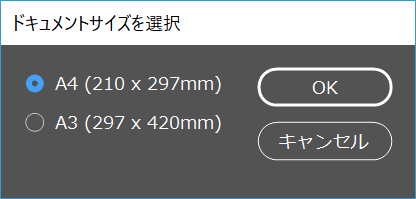 ドキュメントサイズを選択
A4 (210 x 297mm)
OK
A3 (297 x 420mm)
キャンセル